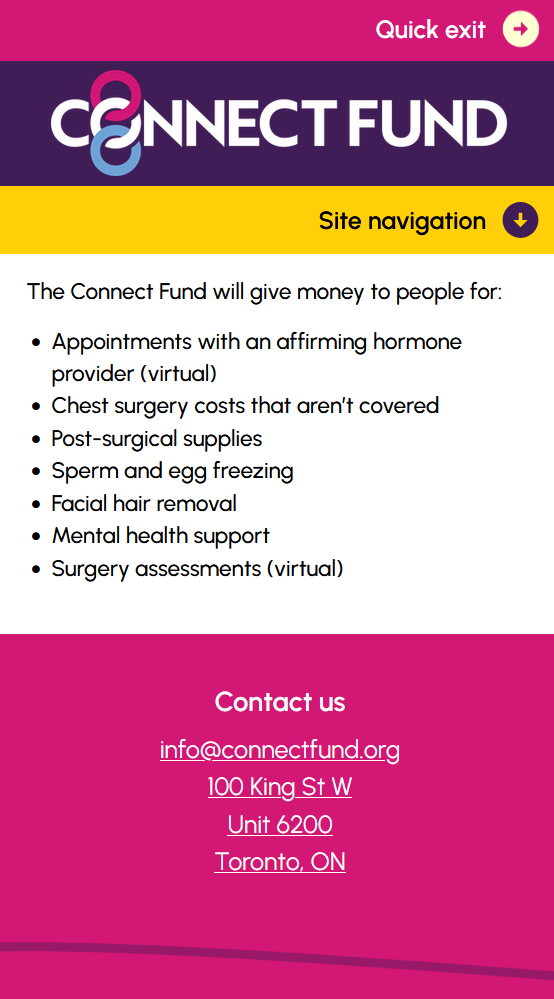 Quick exit
CONNECT FUND
Site navigation
The Connect Fund will give money to people for:
• Appointments with an affirming hormone
provider (virtual)
• Chest surgery costs that aren’t covered
• Post-surgical supplies
• Sperm and egg freezing
• Facial hair removal
• Mental health support
• Surgery assessments (virtual)
Contact us
info@connectfund.org
100 King St W
Unit 6200
Toronto, ON